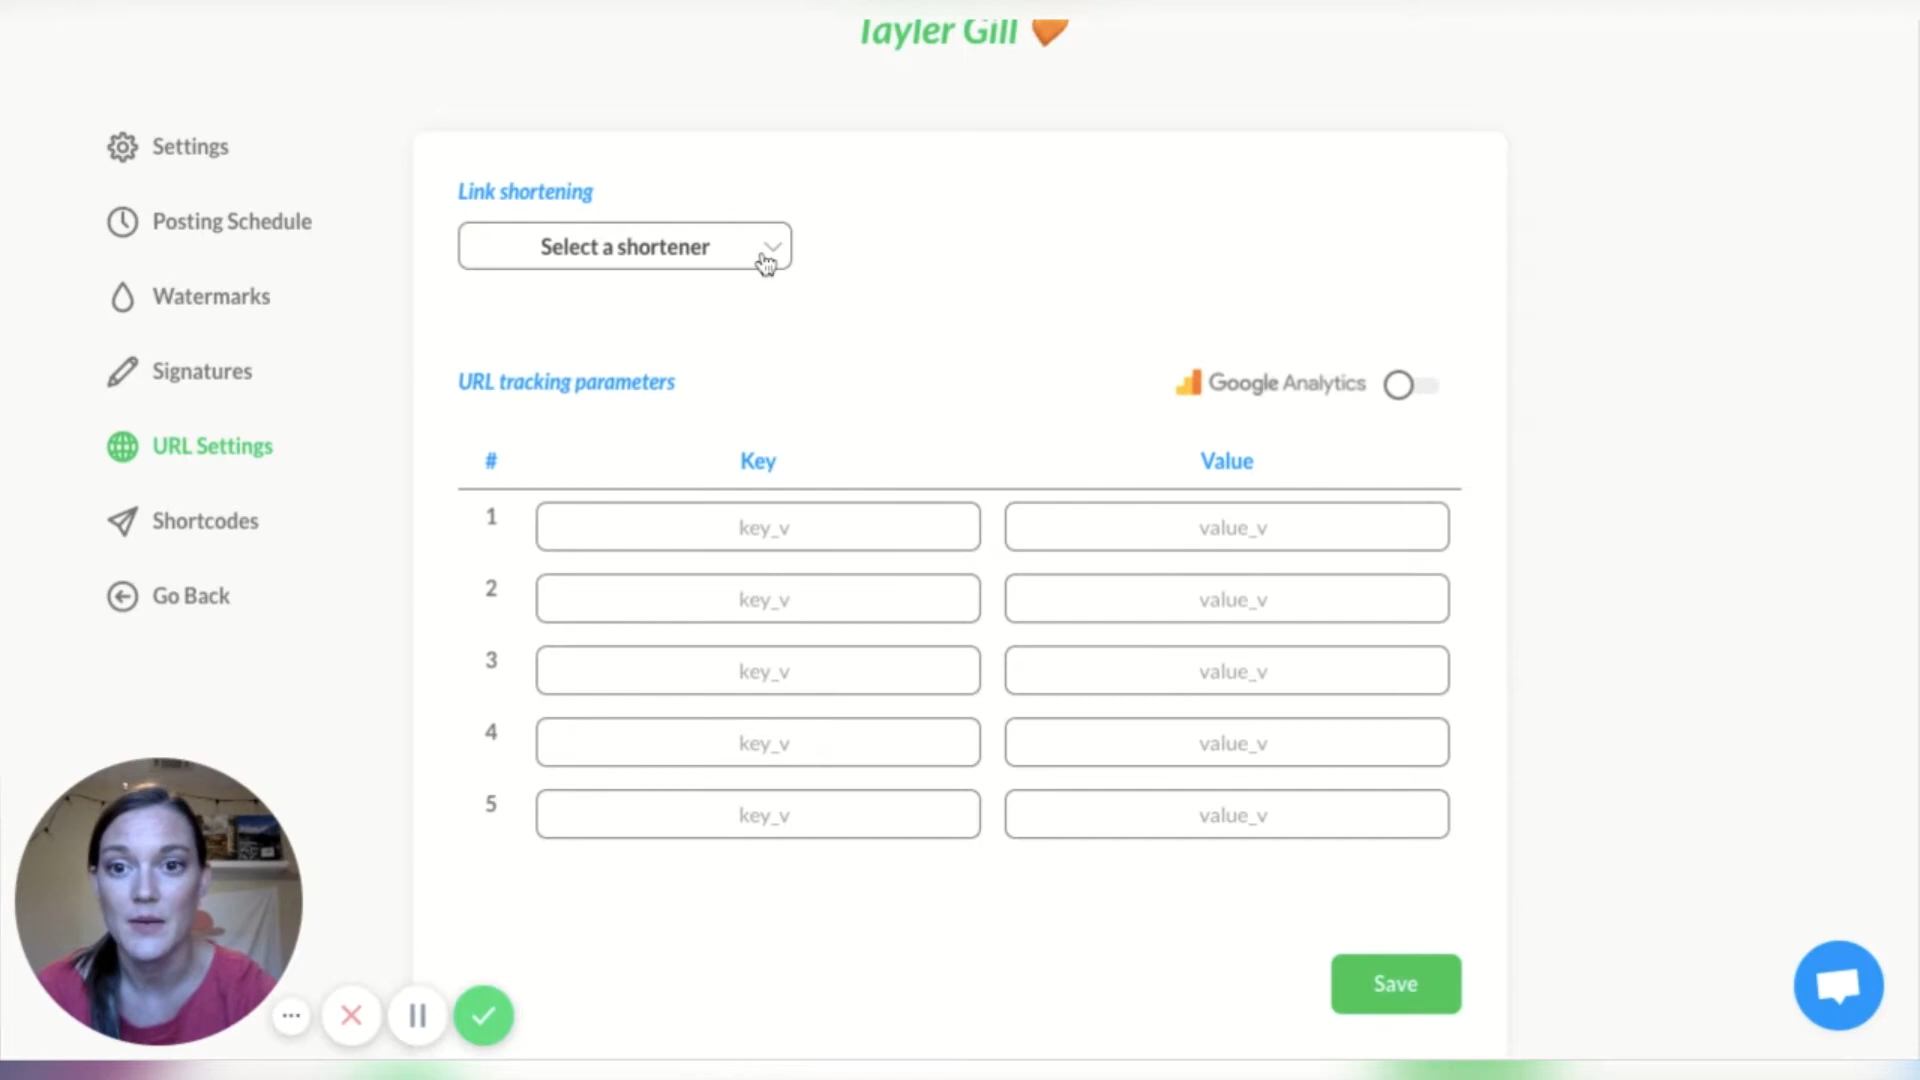 Tayler Gill
Settings
Posting Schedule
Watermarks
Signatures
URL Settings
Shortcodes
Go Back
Link shortening
Select a shortener
URL tracking parameters
Google Analytics
# Key Value
1 key_v value_v
2 key_v value_v
3 key_v value_v
4 key_v value_v
5 key_v value_v
Save